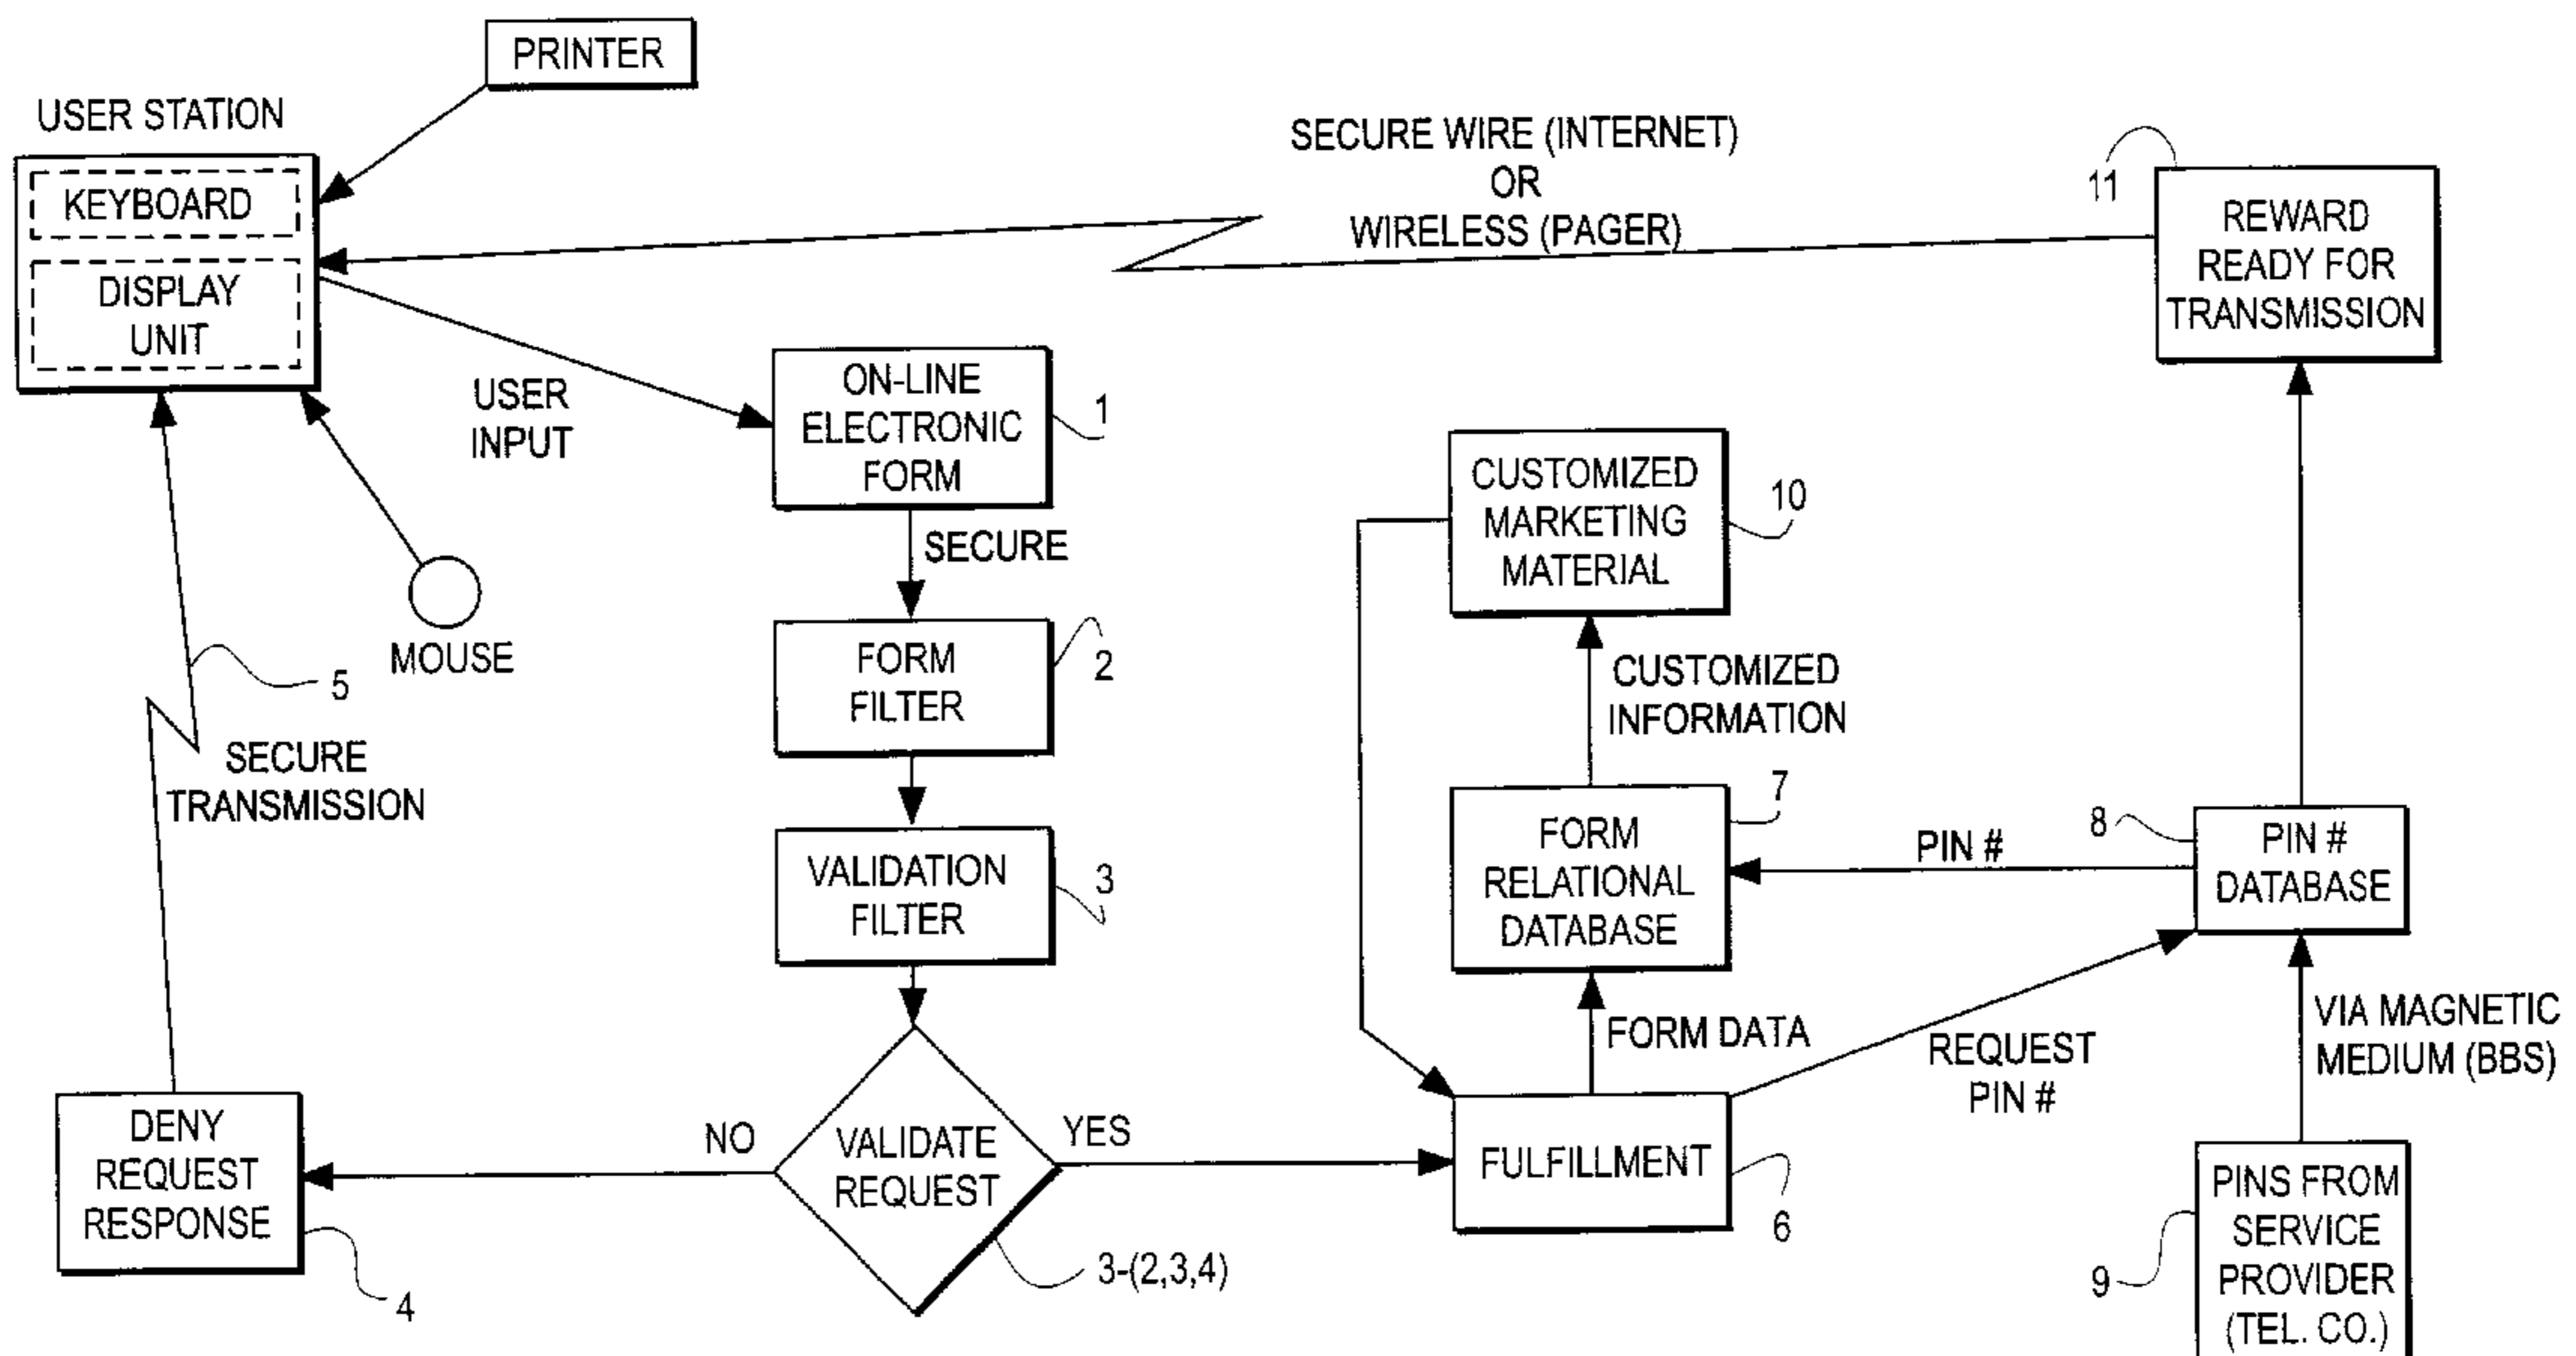 PRINTER
USER STATION
KEYBOARD
DISPLAY
UNIT
SECURE WIRE (INTERNET)
OR
WIRELESS (PAGER)
11
REWARD
READY FOR
TRANSMISSION
USER
INPUT
ON-LINE
ELECTRONIC
FORM
1
SECURE
MOUSE
5
SECURE
TRANSMISSION
FORM
FILTER
2
VALIDATION
FILTER
3
CUSTOMIZED
MARKETING
MATERIAL
10
CUSTOMIZED
INFORMATION
7
FORM
RELATIONAL
DATABASE
PIN #
8
PIN #
DATABASE
FORM DATA
REQUEST
PIN #
VIA MAGNETIC
MEDIUM (BBS)
DENY
REQUEST
RESPONSE
4
NO
VALIDATE
REQUEST
YES
3-(2,3,4)
FULFILLMENT
6
9
PINS FROM
SERVICE
PROVIDER
(TEL. CO.)